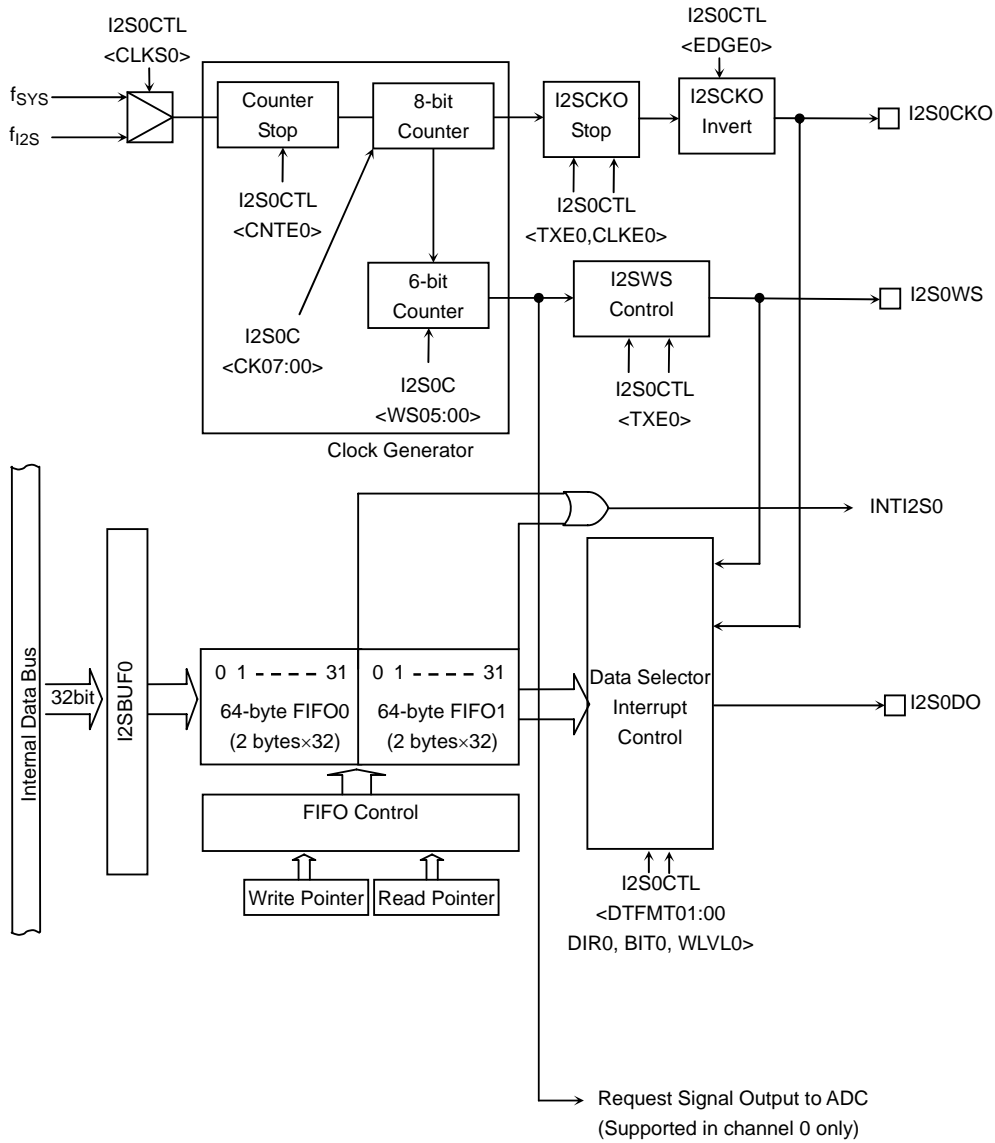 I2S0CTL
<CLKS0>
I2S0CTL
<EDGE0>
fSYS
fI2S
Counter
Stop
8-bit
Counter
I2SCKO
Stop
I2SCKO
Invert
I2S0CKO
I2S0CTL
<CNTE0>
I2S0CTL
<TXE0,CLKE0>
6-bit
Counter
I2SWS
Control
I2S0WS
I2S0C
<CK07:00>
I2S0C
<WS05:00>
I2S0CTL
<TXE0>
Clock Generator
INTI2S0
Internal Data Bus
32bit
I2SBUF0
0 1 ----- 31
64-byte FIFO0
(2 bytes×32)
0 1 ----- 31
64-byte FIFO1
(2 bytes×32)
Data Selector
Interrupt
Control
I2S0DO
FIFO Control
Write Pointer
Read Pointer
I2S0CTL
<DTFMT01:00
DIR0, BIT0, WLVL0>
Request Signal Output to ADC
(Supported in channel 0 only)